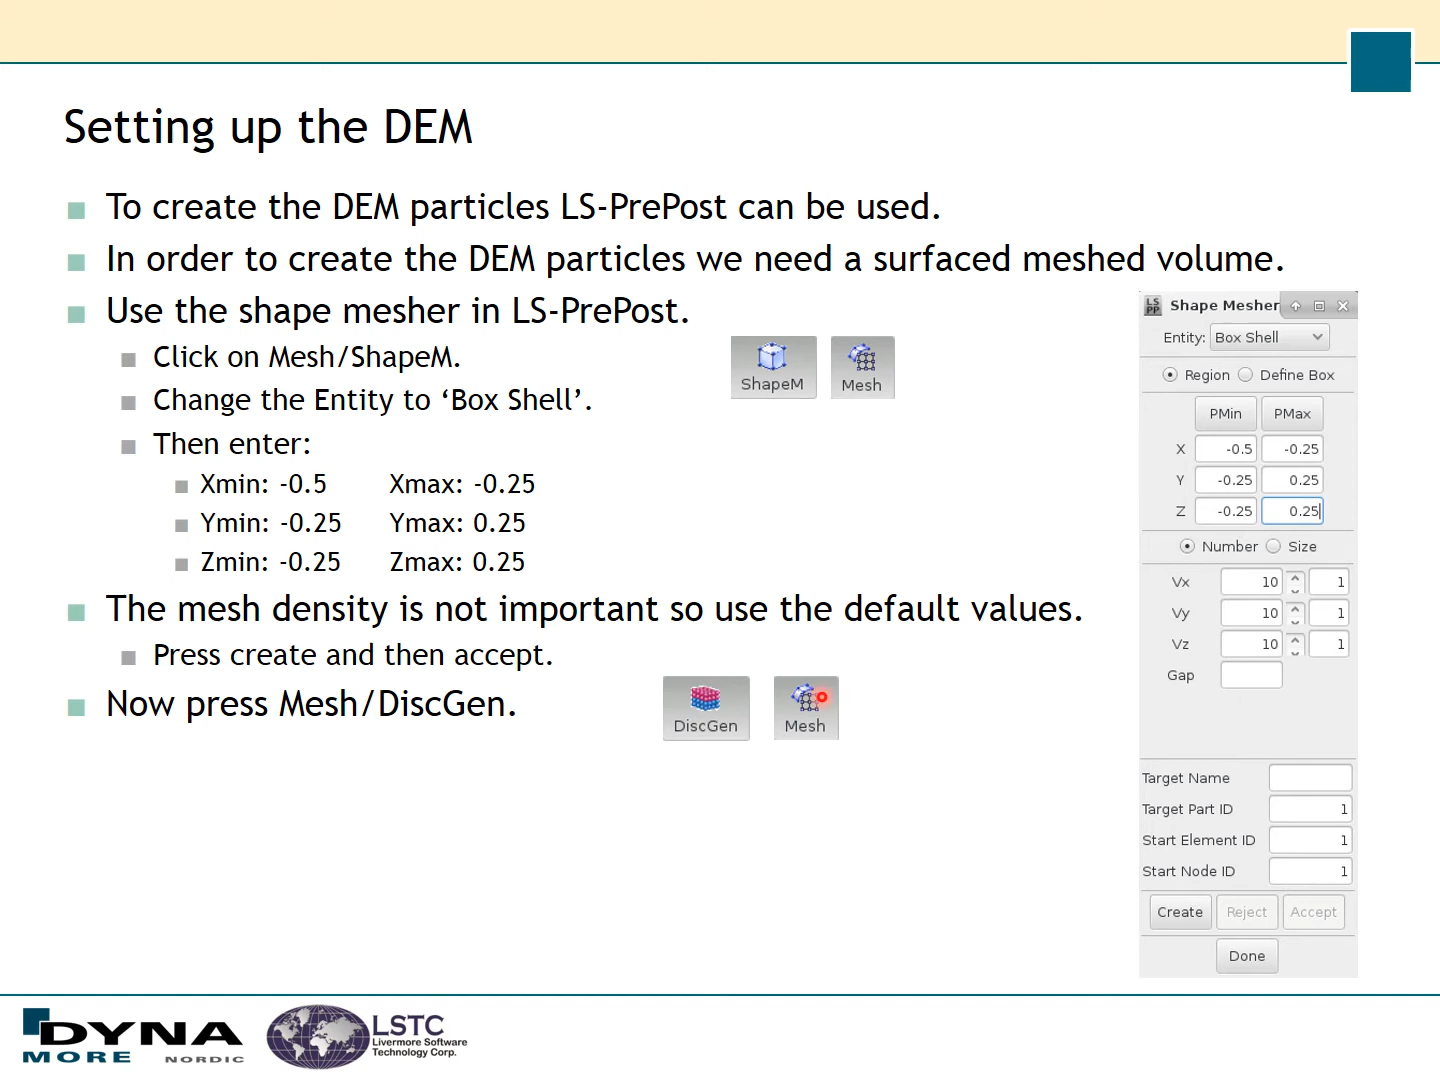 Setting up the DEM
To create the DEM particles LS-PrePost can be used.
In order to create the DEM particles we need a surfaced meshed volume.
Use the shape mesher in LS-PrePost.
Click on Mesh/ShapeM.
Change the Entity to ‘Box Shell’.
Then enter:
Xmin: -0.5 Xmax: -0.25
Ymin: -0.25 Ymax: 0.25
Zmin: -0.25 Zmax: 0.25
The mesh density is not important so use the default values.
Press create and then accept.
Now press Mesh/DiscGen.
ShapeM Mesh
DiscGen Mesh
LS PP Shape Mesher
Entity: Box Shell
Region Define Box
PMin PMax
X -0.5 -0.25
Y -0.25 0.25
Z -0.25 0.25
Number Size
Vx 10 1
Vy 10 1
Vz 10 1
Gap
Target Name
Target Part ID 1
Start Element ID 1
Start Node ID 1
Create Reject Accept
Done
DYNA
MORE NORDIC
LSTC
Livermore Software
Technology Corp.